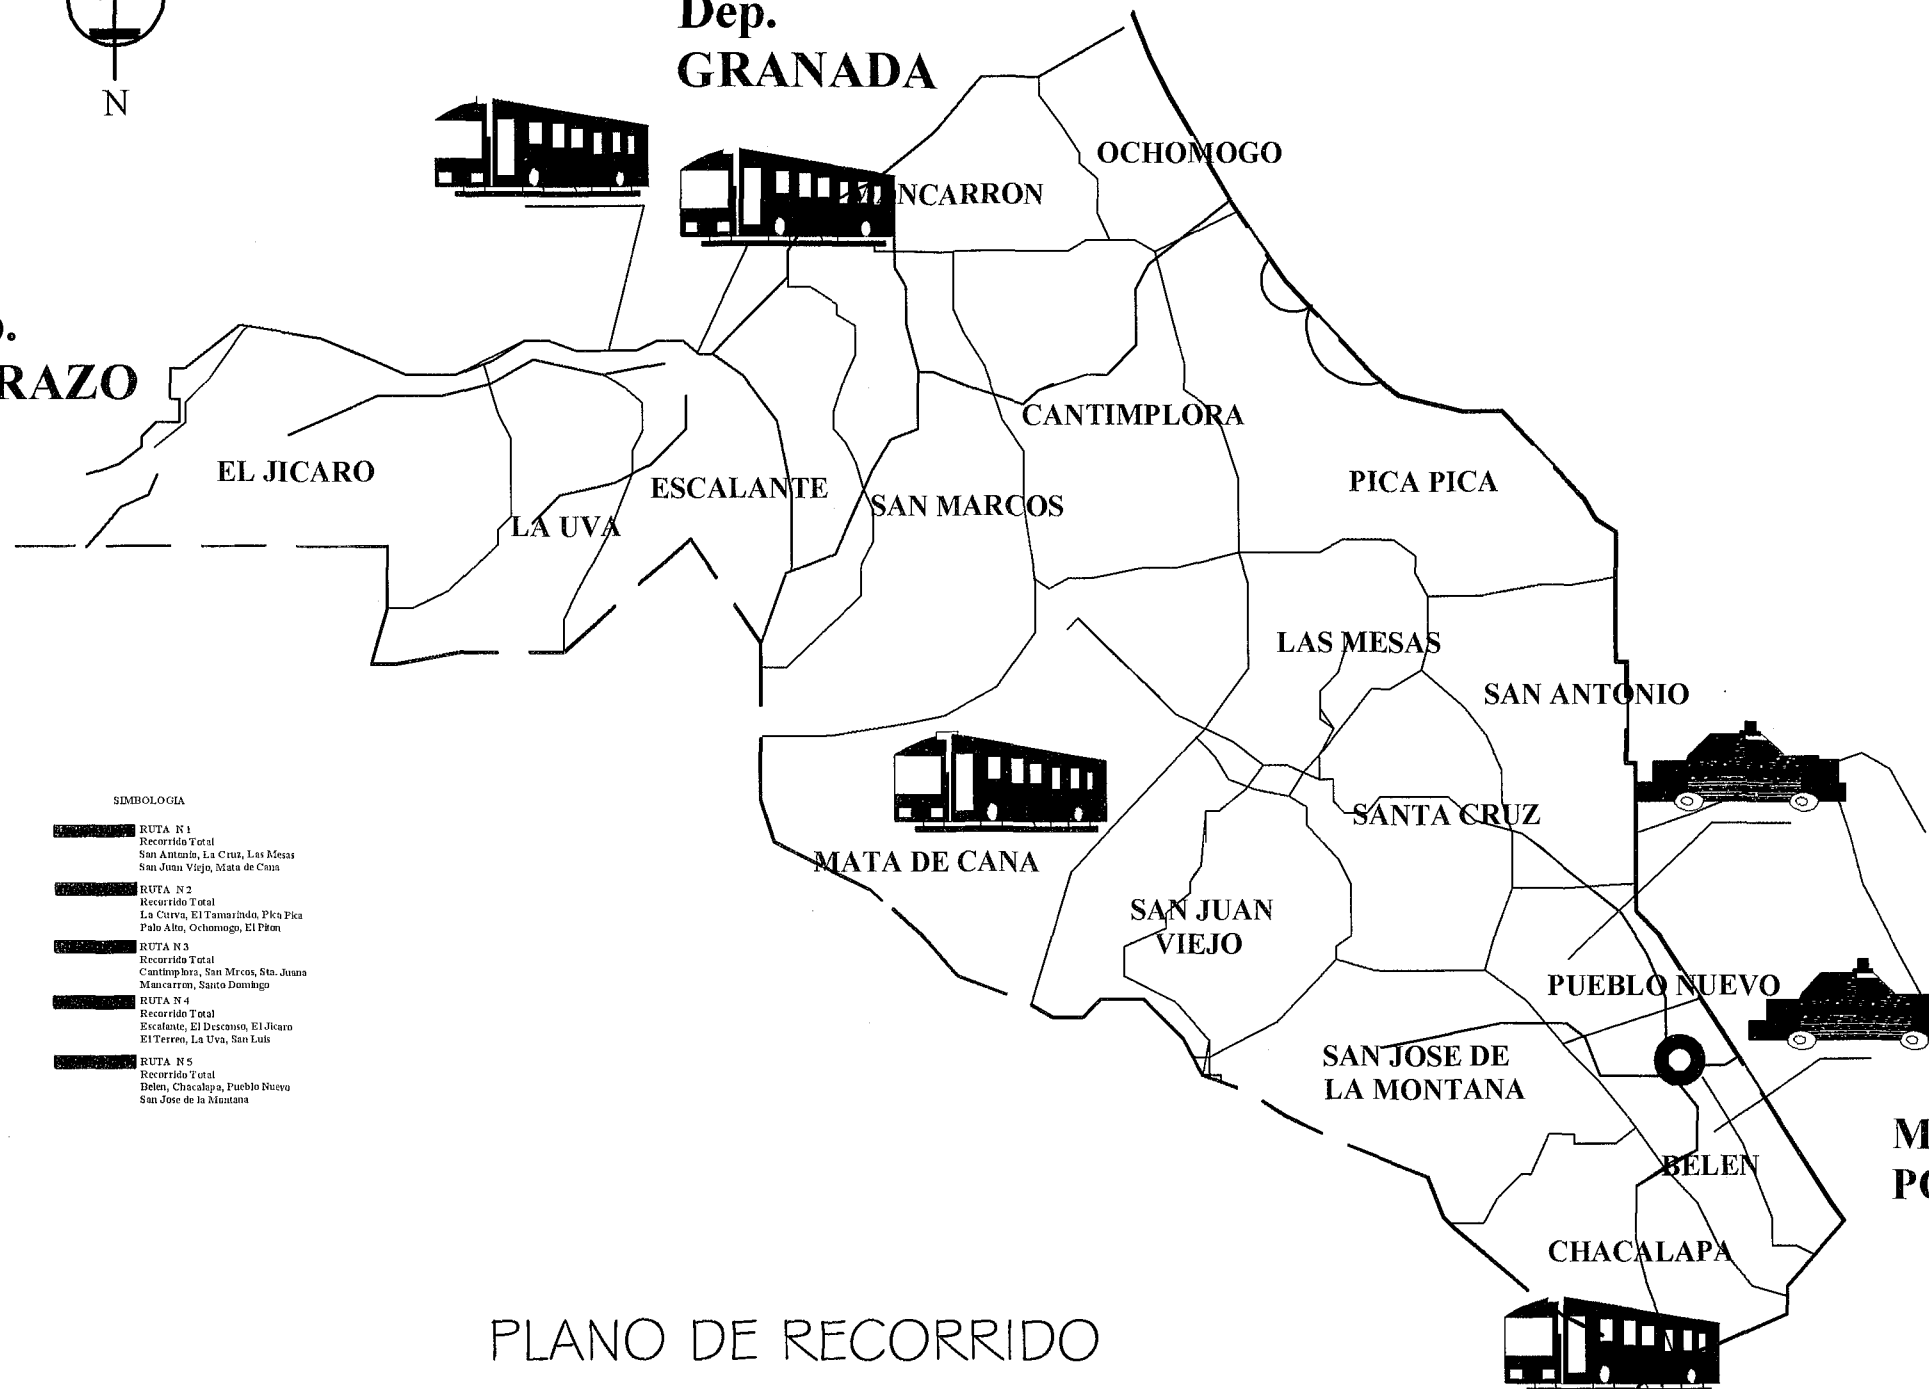 Dep.
GRANADA
N
OCHOMOGO
MANCARRON
RAZO
CANTIMPLORA
EL JICARO
ESCALANTE
PICA PICA
SAN MARCOS
LA UVA
LAS MESAS
SAN ANTONIO
SANTA CRUZ
MATA DE CANA
SAN JUAN
VIEJO
PUEBLO NUEVO
SAN JOSE DE
LA MONTANA
BELEN
CHACALAPA
M
PO
SIMBOLOGIA
RUTA N 1
Recorrido Total
San Antonio, La Cruz, Las Mesas
San Juan Viejo, Mata de Cana
RUTA N 2
Recorrido Total
La Curva, El Tamarindo, Pica Pica
Palo Alto, Ochomogo, El Piton
RUTA N 3
Recorrido Total
Cantimplora, San Mrcos, Sta. Juana
Mancarron, Santo Domingo
RUTA N 4
Recorrido Total
Escalante, El Descanso, El Jicaro
El Terreo, La Uva, San Luis
RUTA N 5
Recorrido Total
Belen, Chacalapa, Pueblo Nuevo
San Jose de la Montana
PLANO DE RECORRIDO